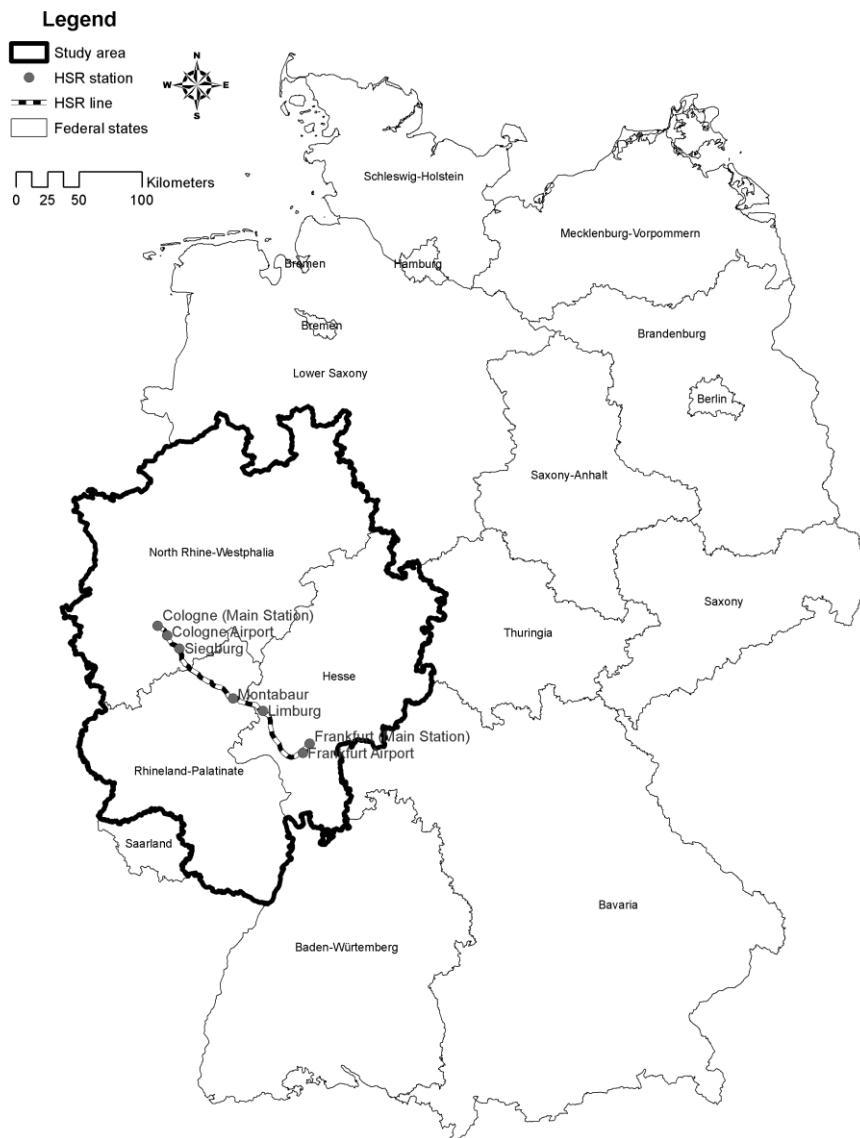 Legend
Study area
HSR station
HSR line
Federal states
N
W E
S
Kilometers
0 25 50 100
Schleswig-Holstein
Mecklenburg-Vorpommern
Bremen
Hamburg
Bremen
Brandenburg
Lower Saxony
Berlin
Saxony-Anhalt
North Rhine-Westphalia
Saxony
Cologne (Main Station)
Cologne Airport
Thuringia
Siegburg
Hesse
Montabaur
Limburg
Frankfurt (Main Station)
Frankfurt Airport
Rhineland-Palatinate
Saarland
Bavaria
Baden-Würtemberg